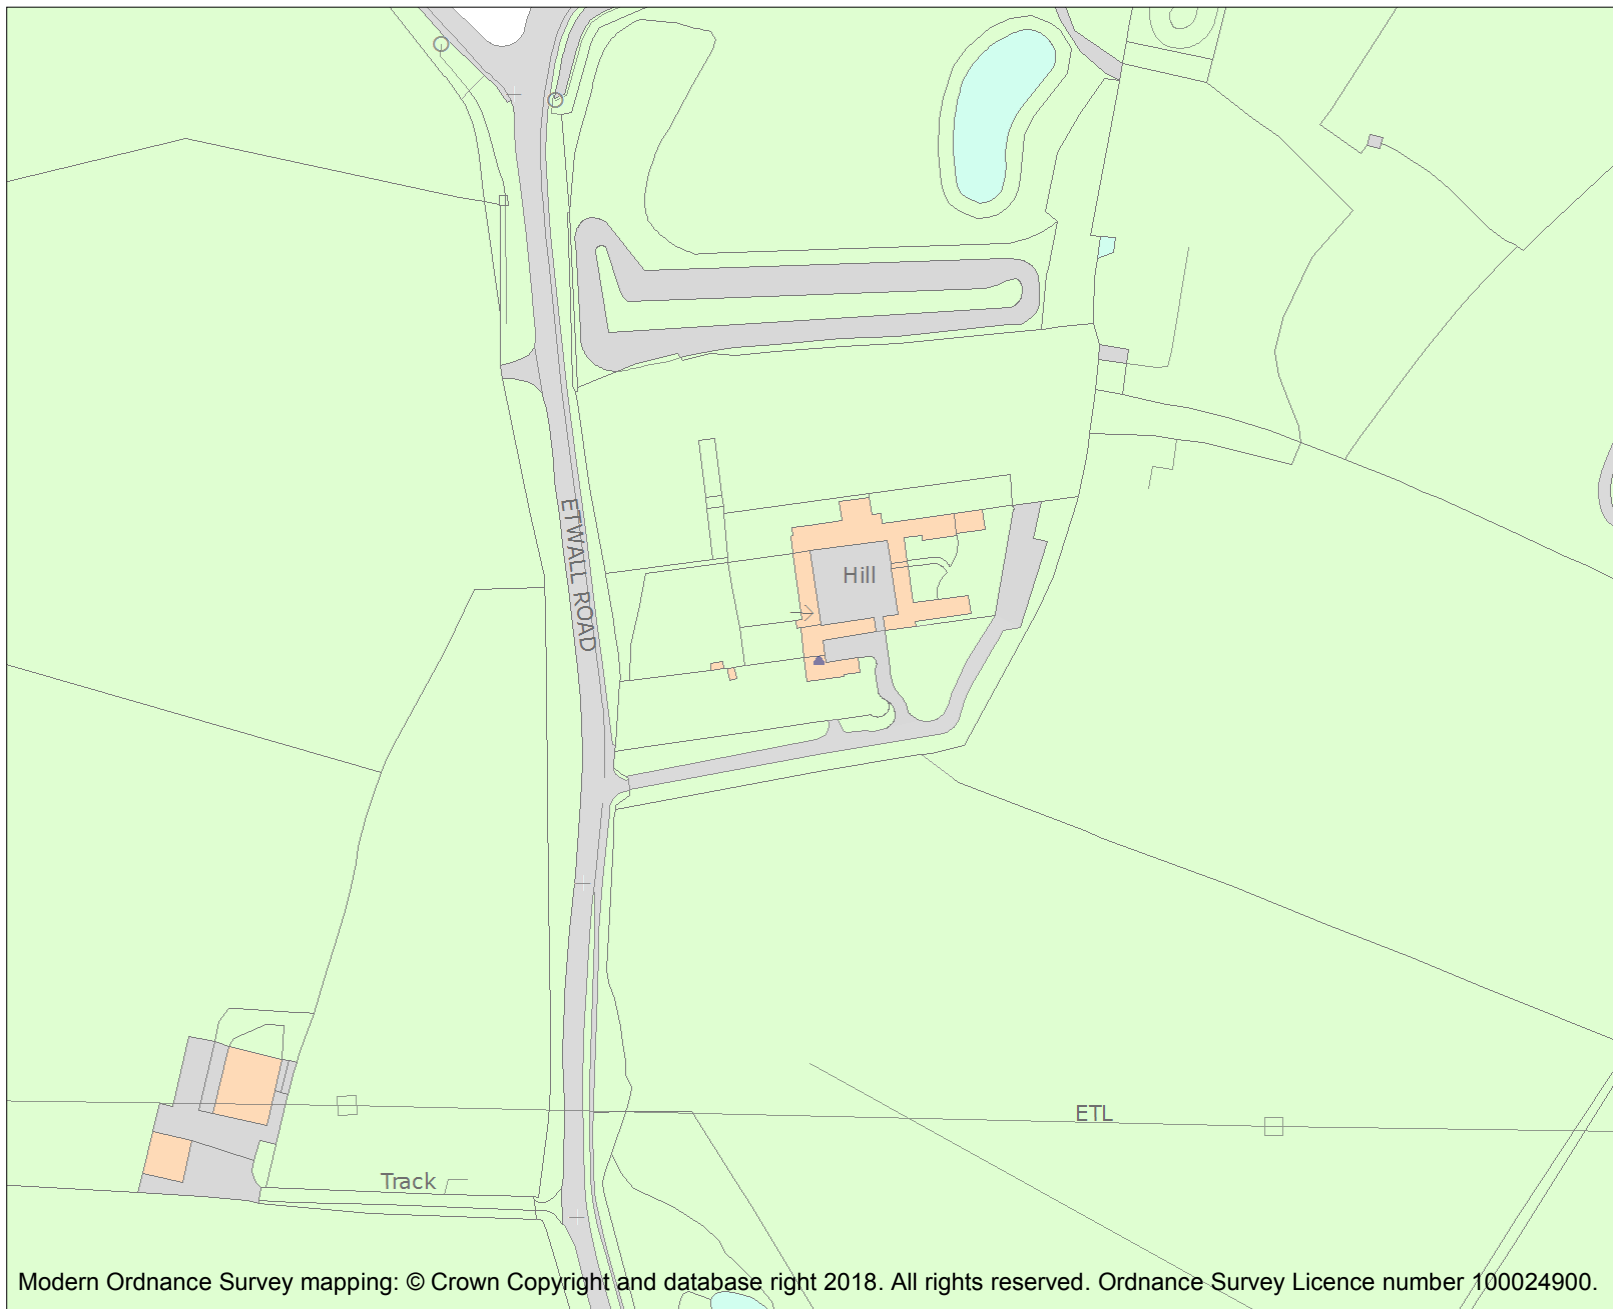 ETWALL ROAD
Hill
ETL
Track
Modern Ordnance Survey mapping: © Crown Copyright and database right 2018. All rights reserved. Ordnance Survey Licence number 100024900.